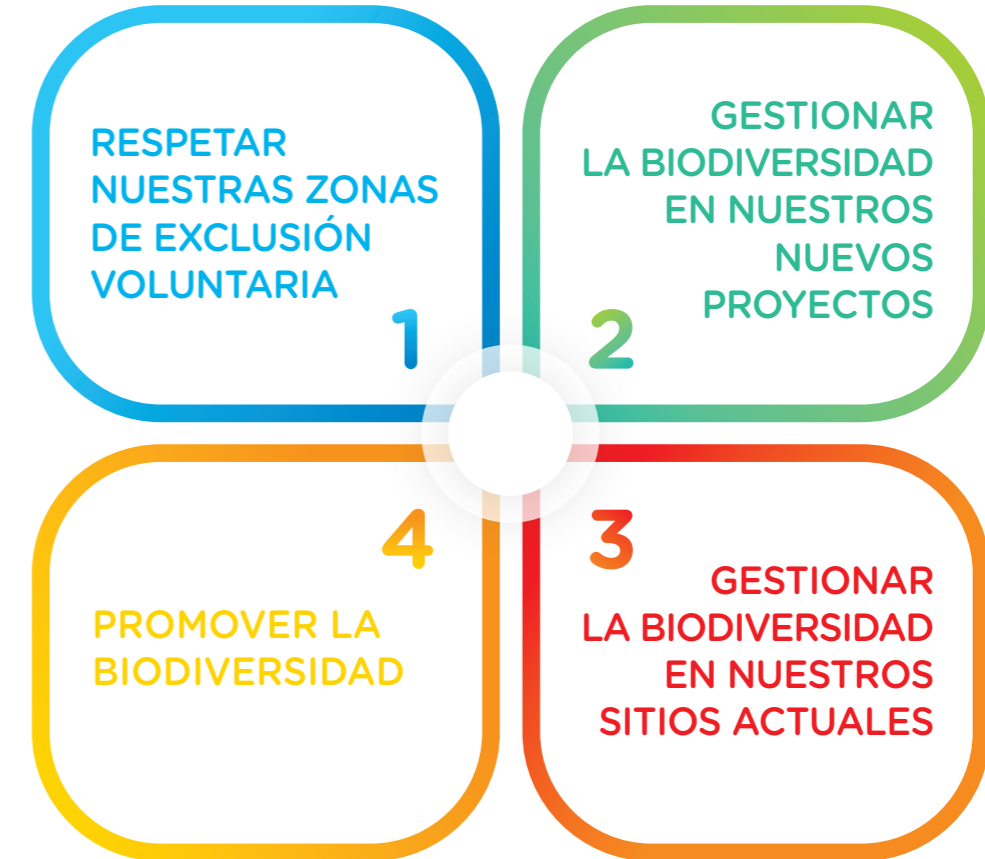 RESPETAR
NUESTRAS ZONAS
DE EXCLUSIÓN
VOLUNTARIA
1
GESTIONAR
LA BIODIVERSIDAD
EN NUESTROS
NUEVOS
PROYECTOS
2
3
GESTIONAR
LA BIODIVERSIDAD
EN NUESTROS
SITIOS ACTUALES
4
PROMOVER LA
BIODIVERSIDAD